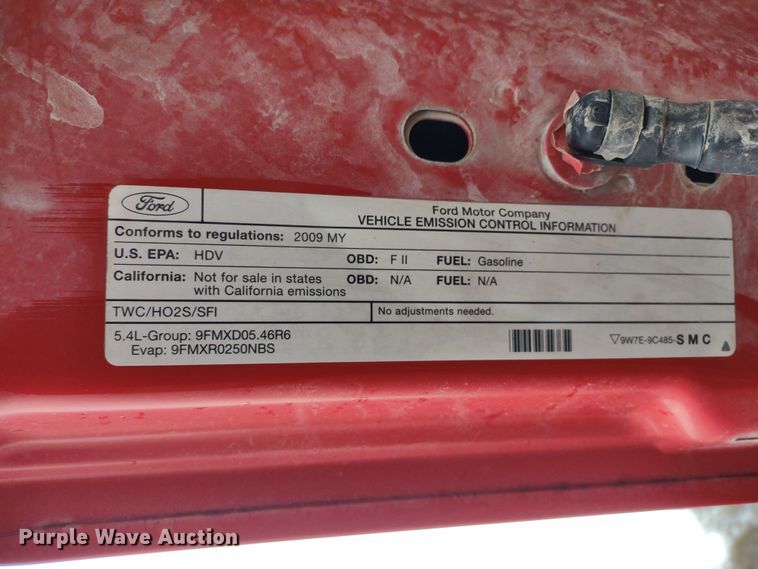 Ford
Ford Motor Company
VEHICLE EMISSION CONTROL INFORMATION
Conforms to regulations: 2009 MY
U.S. EPA: HDV OBD: F II FUEL: Gasoline
California: Not for sale in states with California emissions OBD: N/A FUEL: N/A
TWC/HO2S/SFI No adjustments needed.
5.4L-Group: 9FMXD05.46R6
Evap: 9FMXR0250NBS
9W7E-9C485-SMC
Purple Wave Auction